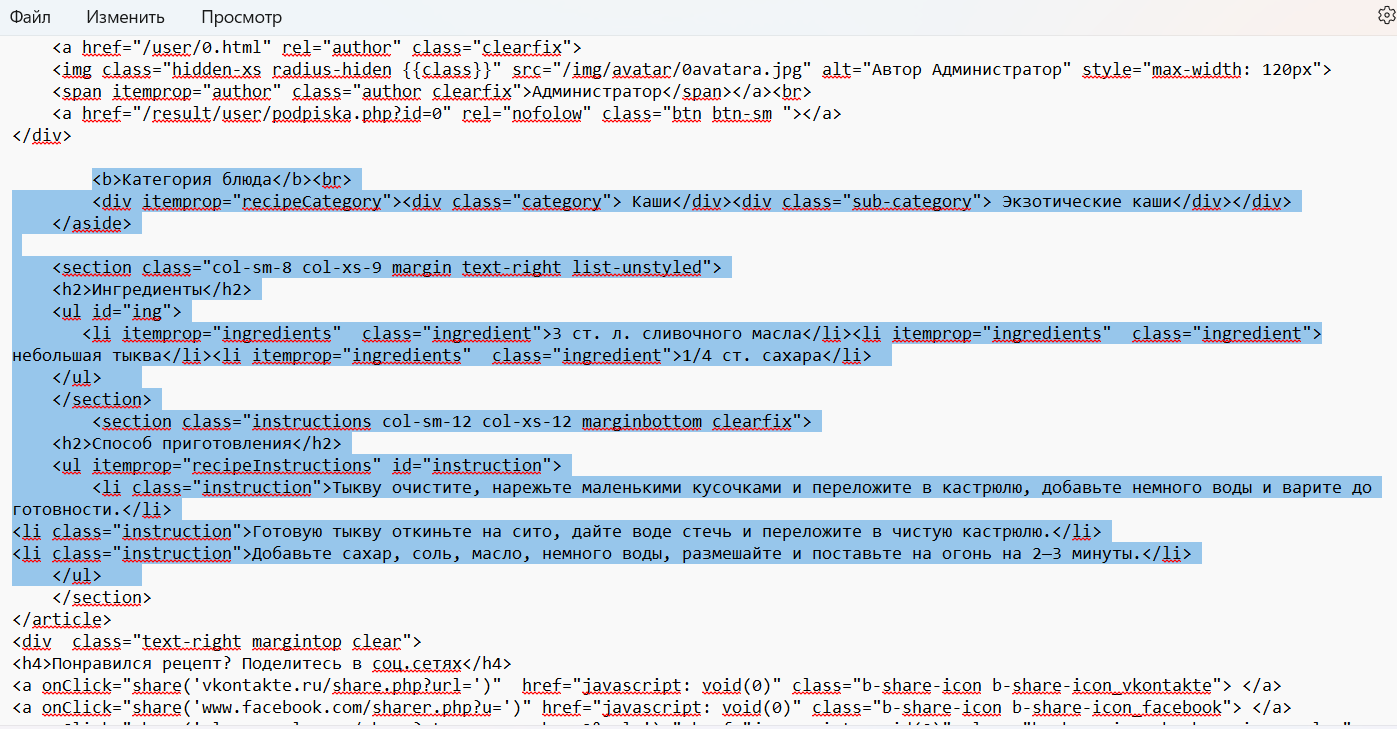 Файл Изменить Просмотр
<a href="/user/0.html" rel="author" class="clearfix">
<img class="hidden-xs radius-hiden {{class}}" src="/img/avatar/0avatara.jpg" alt="Автор Администратор" style="max-width: 120px">
<span itemprop="author" class="author clearfix">Администратор</span></a><br>
<a href="/result/user/podpiska.php?id=0" rel="nofolow" class="btn btn-sm "></a>
</div>
<b>Категория блюда</b><br>
<div itemprop="recipeCategory"><div class="category"> Каши</div><div class="sub-category"> Экзотические каши</div></div>
</aside>
<section class="col-sm-8 col-xs-9 margin text-right list-unstyled">
<h2>Ингредиенты</h2>
<ul id="ing">
<li itemprop="ingredients"  class="ingredient">3 ст. л. сливочного масла</li><li itemprop="ingredients"  class="ingredient">
небольшая тыква</li><li itemprop="ingredients"  class="ingredient">1/4 ст. сахара</li>
</ul>
</section>
<section class="instructions col-sm-12 col-xs-12 marginbottom clearfix">
<h2>Способ приготовления</h2>
<ul itemprop="recipeInstructions" id="instruction">
<li class="instruction">Тыкву очистите, нарежьте маленькими кусочками и переложите в кастрюлю, добавьте немного воды и варите до
готовности.</li>
<li class="instruction">Готовую тыкву откиньте на сито, дайте воде стечь и переложите в чистую кастрюлю.</li>
<li class="instruction">Добавьте сахар, соль, масло, немного воды, размешайте и поставьте на огонь на 2–3 минуты.</li>
</ul>
</section>
</article>
<div  class="text-right margintop clear">
<h4>Понравился рецепт? Поделитесь в соц.сетях</h4>
<a onClick="share('vkontakte.ru/share.php?url=')"  href="javascript: void(0)" class="b-share-icon b-share-icon_vkontakte"> </a>
<a onClick="share('www.facebook.com/sharer.php?u=')" href="javascript: void(0)" class="b-share-icon b-share-icon_facebook"> </a>